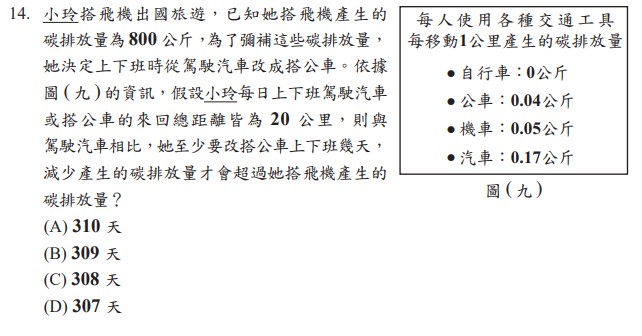 14. 小玲搭飛機出國旅遊，已知她搭飛機產生的
碳排放量為 800 公斤，為了彌補這些碳排放量，
她決定上下班時從駕駛汽車改成搭公車。依據
圖(九)的資訊，假設小玲每日上下班駕駛汽車
或搭公車的來回總距離皆為 20 公里，則與
駕駛汽車相比，她至少要改搭公車上下班幾天，
減少產生的碳排放量才會超過她搭飛機產生的
碳排放量？
(A) 310 天
(B) 309 天
(C) 308 天
(D) 307 天
每人使用各種交通工具
每移動1公里產生的碳排放量
●自行車：0公斤
●公車：0.04公斤
●機車：0.05公斤
●汽車：0.17公斤
圖(九)